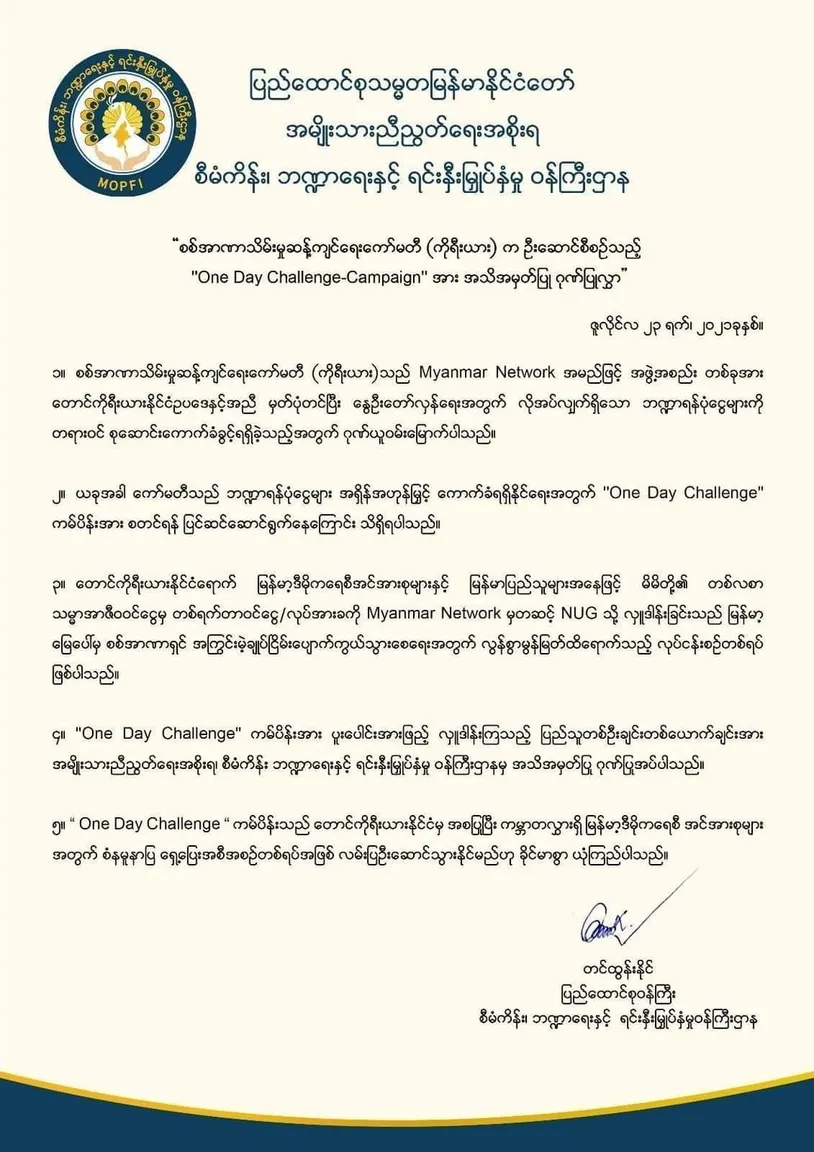 စီမံကိန်း၊ ဘဏ္ဍာရေးနှင့် ရင်းနှီးမြှုပ်နှံမှု ဝန်ကြီးဌာန
MOPFI
ပြည်ထောင်စုသမ္မတမြန်မာနိုင်ငံတော်
အမျိုးသားညီညွတ်ရေးအစိုးရ
စီမံကိန်း၊ ဘဏ္ဍာရေးနှင့် ရင်းနှီးမြှုပ်နှံမှု ဝန်ကြီးဌာန
“စစ်အာဏာသိမ်းမှုဆန့်ကျင်ရေးကော်မတီ (ကိုရီးယား) က ဦးဆောင်စီစဉ်သည့်
"One Day Challenge-Campaign" အား အသိအမှတ်ပြု ဂုဏ်ပြုလွှာ”
ဇူလိုင်လ ၂၃ ရက်၊ ၂၀၂၁ခုနှစ်။
၁။ စစ်အာဏာသိမ်းမှုဆန့်ကျင်ရေးကော်မတီ (ကိုရီးယား)သည် Myanmar Network အမည်ဖြင့် အဖွဲ့အစည်း တစ်ခုအား
တောင်ကိုရီးယားနိုင်ငံဥပဒေနှင့်အညီ မှတ်ပုံတင်ပြီး နွေဦးတော်လှန်ရေးအတွက် လိုအပ်လျက်ရှိသော ဘဏ္ဍာရန်ပုံငွေများကို
တရားဝင် စုဆောင်းကောက်ခံခွင့်ရရှိခဲ့သည့်အတွက် ဂုဏ်ယူဝမ်းမြောက်ပါသည်။
၂။ ယခုအခါ ကော်မတီသည် ဘဏ္ဍာရန်ပုံငွေများ အရှိန်အဟုန်မြှင့် ကောက်ခံရရှိနိုင်ရေးအတွက် "One Day Challenge"
ကမ်ပိန်းအား စတင်ရန် ပြင်ဆင်ဆောင်ရွက်နေကြောင်း သိရှိရပါသည်။
၃။ တောင်ကိုရီးယားနိုင်ငံရောက် မြန်မာ့ဒီမိုကရေစီအင်အားစုများနှင့် မြန်မာပြည်သူများအနေဖြင့် မိမိတို့၏ တစ်လစာ
သမ္မာအာဇီဝဝင်ငွေမှ တစ်ရက်တာဝင်ငွေ/လုပ်အားခကို Myanmar Network မှတဆင့် NUG သို့ လှူဒါန်းခြင်းသည် မြန်မာ့
မြေပေါ်မှ စစ်အာဏာရှင် အကြွင်းမဲ့ချုပ်ငြိမ်းပျောက်ကွယ်သွားစေရေးအတွက် လွန်စွာမွန်မြတ်ထိရောက်သည့် လုပ်ငန်းစဉ်တစ်ရပ်
ဖြစ်ပါသည်။
၄။ "One Day Challenge" ကမ်ပိန်းအား ပူးပေါင်းအားဖြည့် လှူဒါန်းကြသည့် ပြည်သူတစ်ဦးချင်းတစ်ယောက်ချင်းအား
အမျိုးသားညီညွတ်ရေးအစိုးရ၊ စီမံကိန်း ဘဏ္ဍာရေးနှင့် ရင်းနှီးမြှုပ်နှံမှု ဝန်ကြီးဌာနမှ အသိအမှတ်ပြု ဂုဏ်ပြုအပ်ပါသည်။
၅။ “ One Day Challenge “ ကမ်ပိန်းသည် တောင်ကိုရီးယားနိုင်ငံမှ အစပြုပြီး ကမ္ဘာတလွှားရှိ မြန်မာ့ဒီမိုကရေစီ အင်အားစုများ
အတွက် စံနမူနာပြ ရှေ့ပြေးအစီအစဉ်တစ်ရပ်အဖြစ် လမ်းပြဦးဆောင်သွားနိုင်မည်ဟု ခိုင်မာစွာ ယုံကြည်ပါသည်။
တင်ထွန်းနိုင်
ပြည်ထောင်စုဝန်ကြီး
စီမံကိန်း၊ ဘဏ္ဍာရေးနှင့် ရင်းနှီးမြှုပ်နှံမှုဝန်ကြီးဌာန